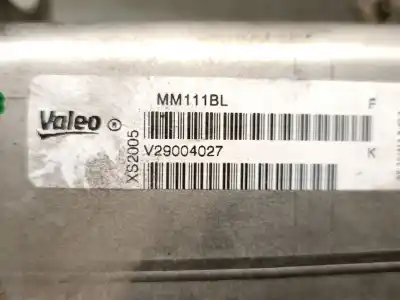 MM111BL F
Valeo ®
XS2005
V29004027 K